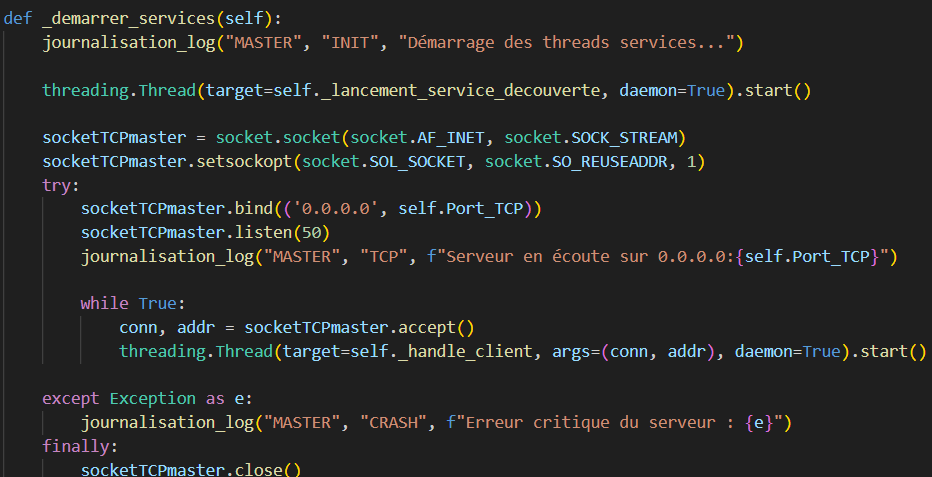 def _demarrer_services(self):
    journalisation_log("MASTER", "INIT", "Démarrage des threads services...")

    threading.Thread(target=self._lancement_service_decouverte, daemon=True).start()

    socketTCPmaster = socket.socket(socket.AF_INET, socket.SOCK_STREAM)
    socketTCPmaster.setsockopt(socket.SOL_SOCKET, socket.SO_REUSEADDR, 1)
    try:
        socketTCPmaster.bind(('0.0.0.0', self.Port_TCP))
        socketTCPmaster.listen(50)
        journalisation_log("MASTER", "TCP", f"Serveur en écoute sur 0.0.0.0:{self.Port_TCP}")

        while True:
            conn, addr = socketTCPmaster.accept()
            threading.Thread(target=self._handle_client, args=(conn, addr), daemon=True).start()

    except Exception as e:
        journalisation_log("MASTER", "CRASH", f"Erreur critique du serveur : {e}")
    finally:
        socketTCPmaster.close()